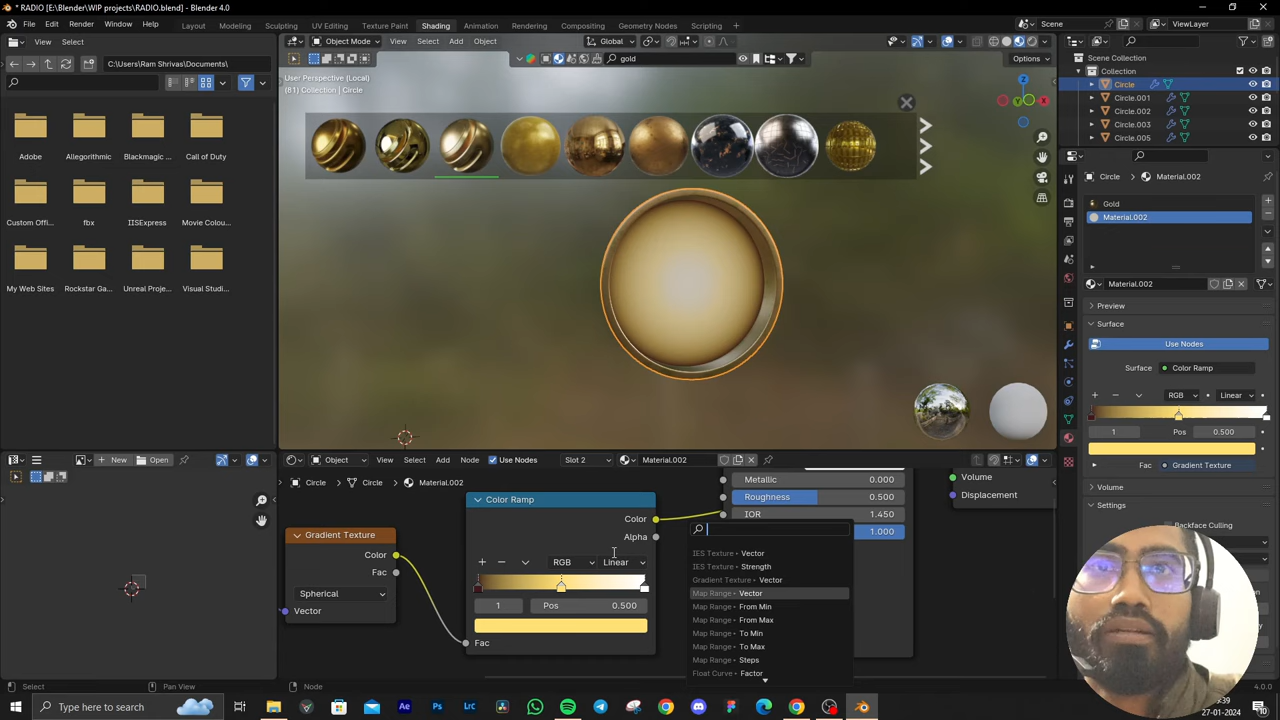 * RADIO [E:\Blender\WIP projects\RADIO.blend] - Blender 4.0
File Edit Render Window Help Layout Modeling Sculpting UV Editing Texture Paint Shading Animation Rendering Compositing Geometry Nodes Scripting Scene ViewLayer
View Select Object Mode View Select Add Object Global
C:\Users\Ram Shrivas\Documents\ gold Options
User Perspective (Local)
(81) Collection | Circle
Scene Collection
Collection
Circle
Circle.001
Circle.002
Circle.003
Circle.005
Adobe Allegorithmic Blackmagic ... Call of Duty
Custom Offi... fbx IISExpress Movie Colou...
My Web Sites Rockstar Ga... Unreal Proje... Visual Studi...
Z
Y X
Circle Material.002
Gold
Material.002
Material.002
Preview
Surface
Use Nodes
Surface Color Ramp
RGB Linear
1 Pos 0.500
Fac Gradient Texture
Volume
Settings
Backface Culling
New Open Object View Select Add Node Use Nodes Slot 2 Material.002
Circle Circle Material.002
Gradient Texture
Color
Fac
Spherical
Vector
Color Ramp
Color
Alpha
RGB Linear
1 Pos 0.500
Fac
Metallic 0.000
Roughness 0.500
IOR 1.450
1.000
Volume
Displacement
IES Texture Vector
IES Texture Strength
Gradient Texture Vector
Map Range Vector
Map Range From Min
Map Range From Max
Map Range To Min
Map Range To Max
Map Range Steps
Float Curve Factor
Select Pan View Node 4.0.0
Type here to search Ae Ps Lrc
:39
27-01-2024